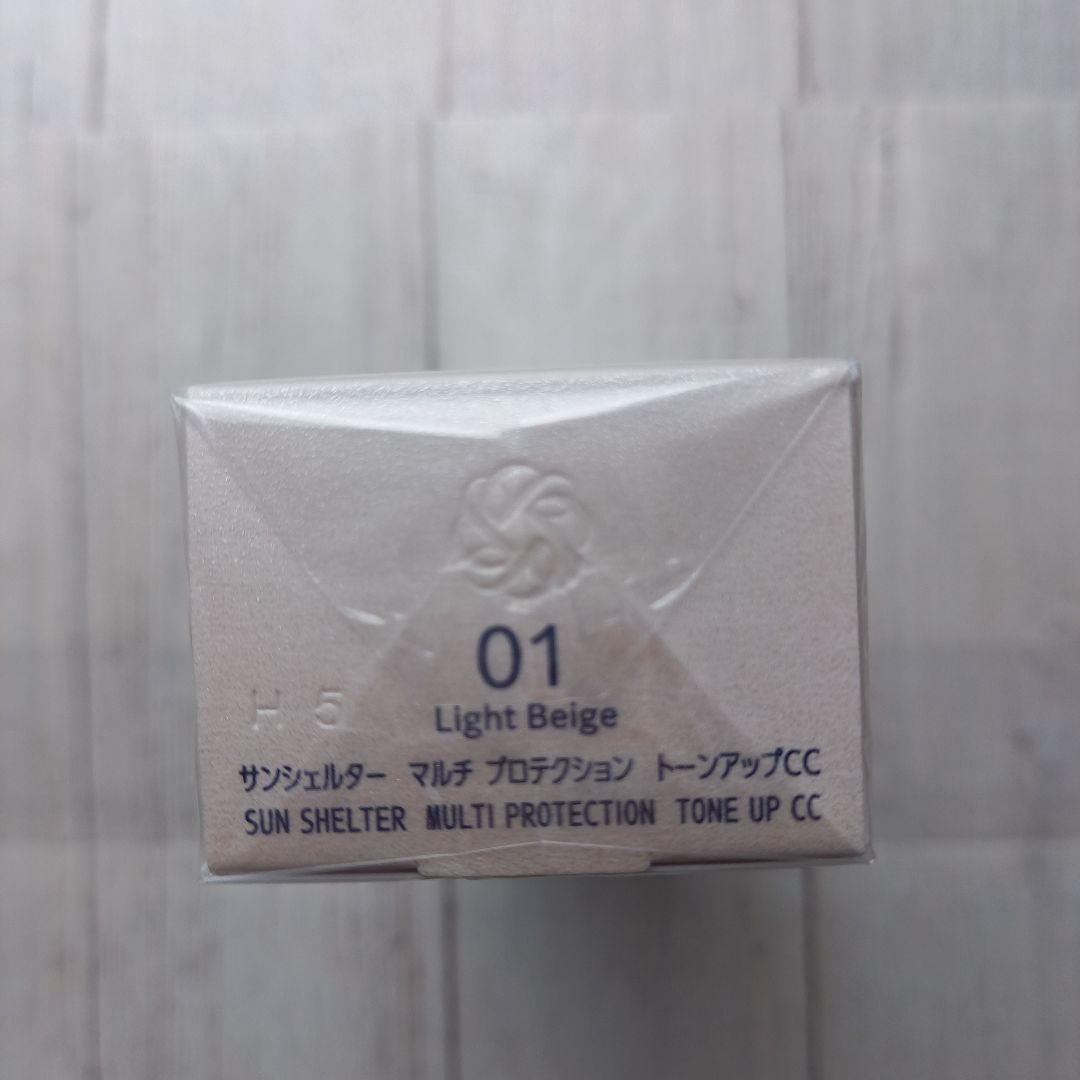 01
Light Beige
H 5
サンシェルター マルチ プロテクション トーンアップCC
SUN SHELTER MULTI PROTECTION TONE UP CC